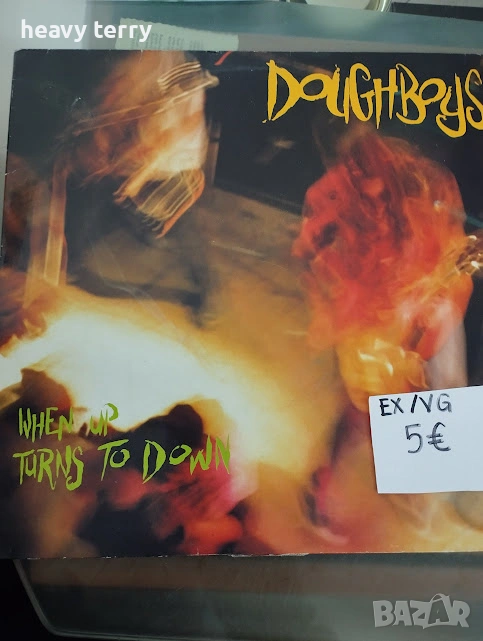 heavy terry
DOUGHBOYS
WHEN UP
TURNS TO DOWN
EX/VG
5€
BAZAR